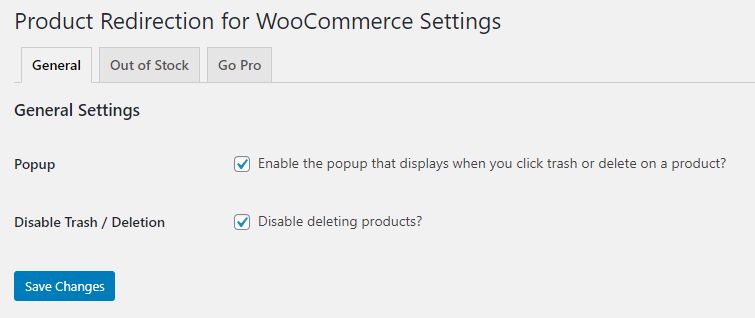 Product Redirection for WooCommerce Settings
General Out of Stock Go Pro
General Settings
Popup Enable the popup that displays when you click trash or delete on a product?
Disable Trash / Deletion Disable deleting products?
Save Changes